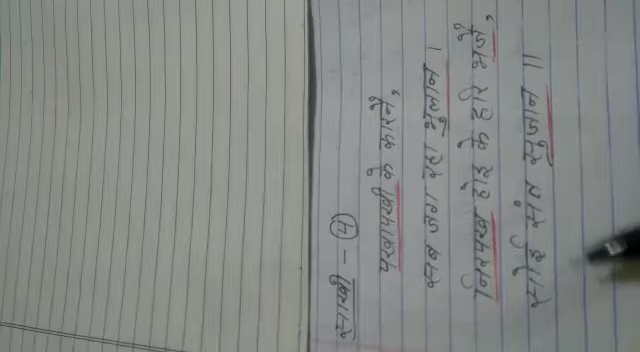 साखी - ④
पखापखी के कारनै,
सब जग रहा भुलान।
निरपख होइ के हरि भजै,
सोई संत सुजान॥